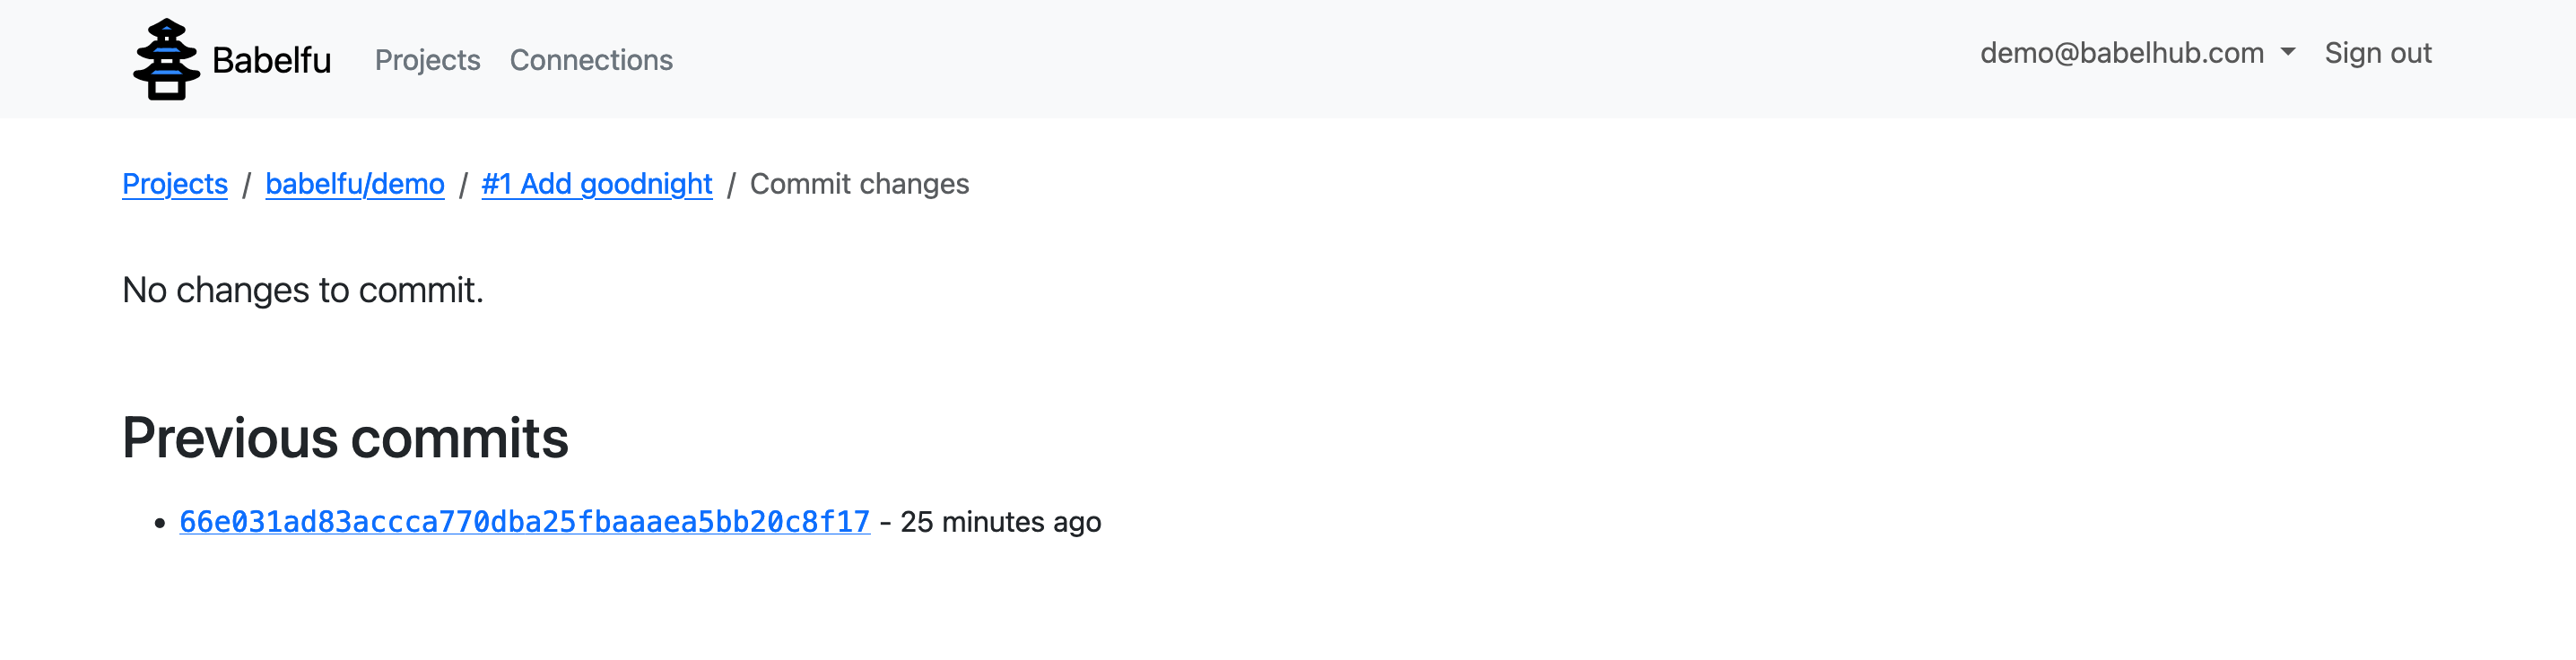 Babelfu Projects Connections demo@babelhub.com Sign out
Projects / babelfu/demo / #1 Add goodnight / Commit changes
No changes to commit.
Previous commits
• 66e031ad83accca770dba25fbaaaea5bb20c8f17 - 25 minutes ago